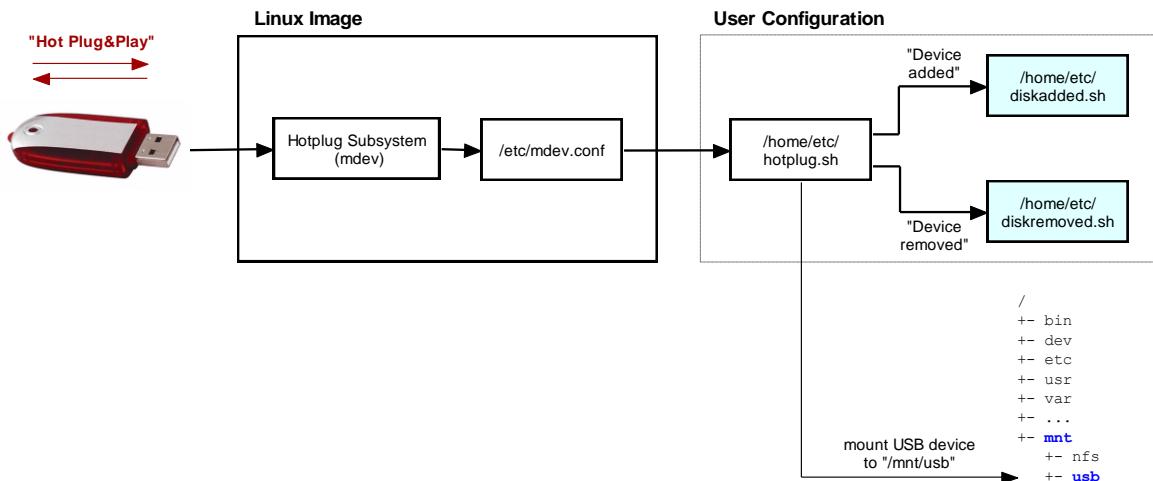 Linux Image
User Configuration
"Hot Plug&Play"
Hotplug Subsystem
(mdev)
/etc/mdev.conf
/home/etc/
hotplug.sh
"Device
added"
/home/etc/
diskadded.sh
"Device
removed"
/home/etc/
diskremoved.sh
mount USB device
to "/mnt/usb"
/
+- bin
+- dev
+- etc
+- usr
+- var
+- ...
+- mnt
+- nfs
+- usb